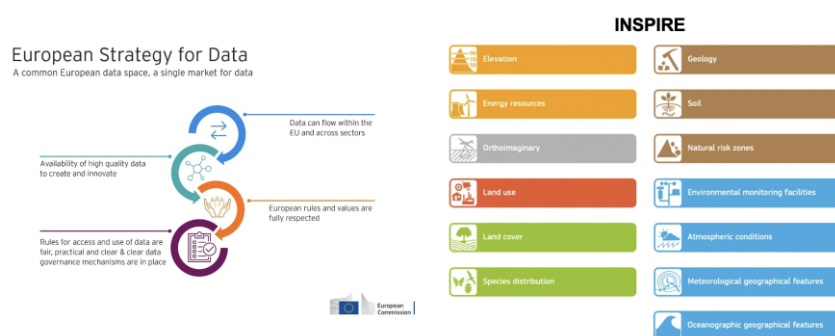 European Strategy for Data
A common European data space, a single market for data
Data can flow within the
EU and across sectors
Availability of high quality data
to create and innovate
European rules and values are
fully respected
Rules for access and use of data are
fair, practical and clear & clear data
governance mechanisms are in place
European
Commission
INSPIRE
Elevation
Energy resources
Orthoimaginary
Land use
Land cover
Species distribution
Geology
Soil
Natural risk zones
Environmental monitoring facilities
Atmospheric conditions
Meteorological geographical features
Oceanographic geographical features